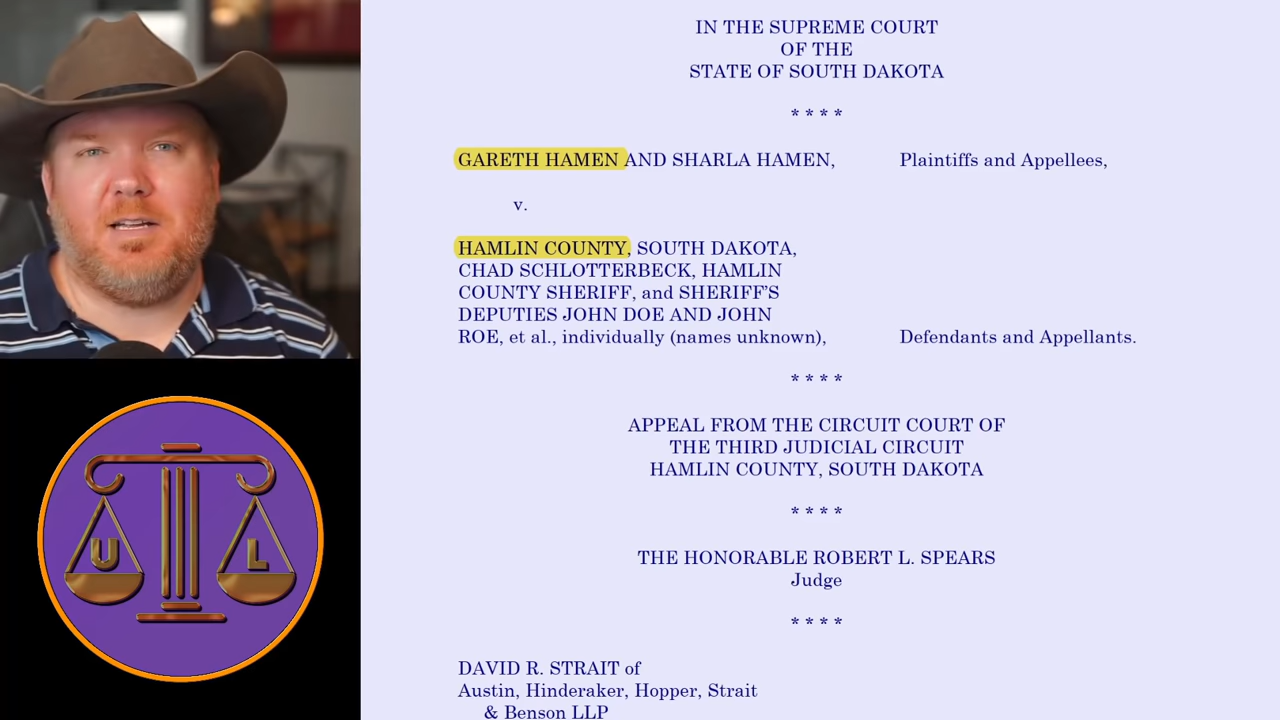 IN THE SUPREME COURT
OF THE
STATE OF SOUTH DAKOTA
* * * *
GARETH HAMEN AND SHARLA HAMEN, Plaintiffs and Appellees,
v.
HAMLIN COUNTY, SOUTH DAKOTA,
CHAD SCHLOTTERBECK, HAMLIN
COUNTY SHERIFF, and SHERIFF'S
DEPUTIES JOHN DOE AND JOHN
ROE, et al., individually (names unknown), Defendants and Appellants.
* * * *
APPEAL FROM THE CIRCUIT COURT OF
THE THIRD JUDICIAL CIRCUIT
HAMLIN COUNTY, SOUTH DAKOTA
* * * *
THE HONORABLE ROBERT L. SPEARS
Judge
* * * *
DAVID R. STRAIT of
Austin, Hinderaker, Hopper, Strait
& Benson LLP
U L